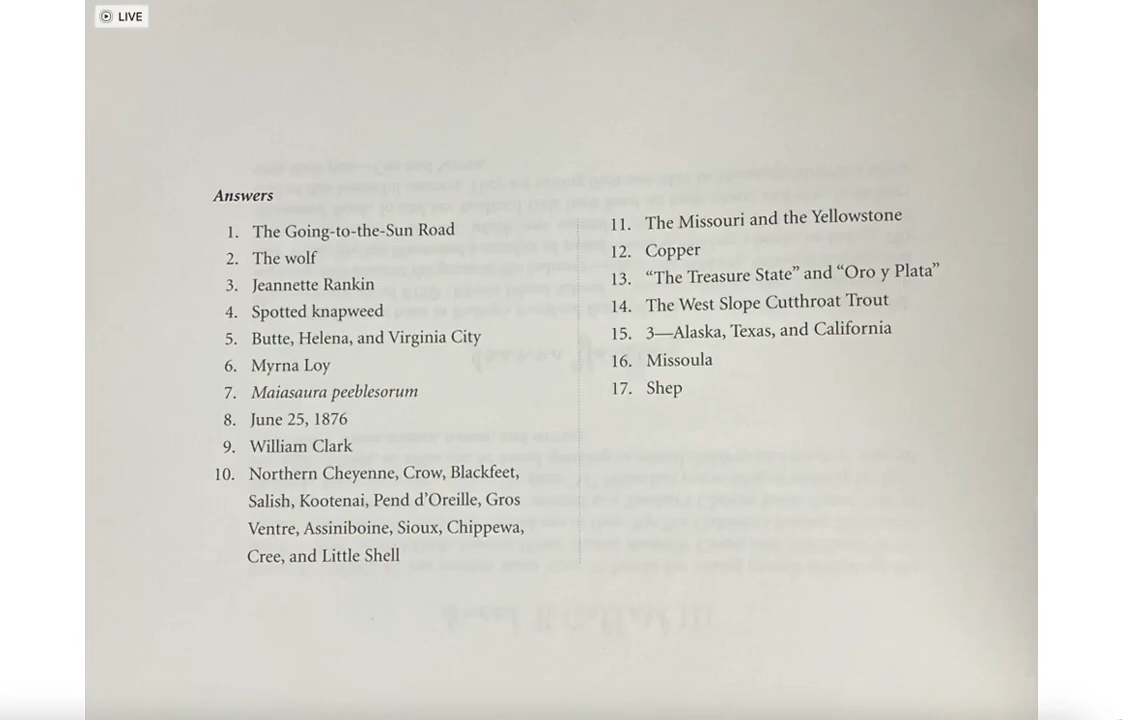 LIVE
Answers
1. The Going-to-the-Sun Road
2. The wolf
3. Jeannette Rankin
4. Spotted knapweed
5. Butte, Helena, and Virginia City
6. Myrna Loy
7. Maiasaura peeblesorum
8. June 25, 1876
9. William Clark
10. Northern Cheyenne, Crow, Blackfeet,
Salish, Kootenai, Pend d’Oreille, Gros
Ventre, Assiniboine, Sioux, Chippewa,
Cree, and Little Shell
11. The Missouri and the Yellowstone
12. Copper
13. “The Treasure State” and “Oro y Plata”
14. The West Slope Cutthroat Trout
15. 3—Alaska, Texas, and California
16. Missoula
17. Shep